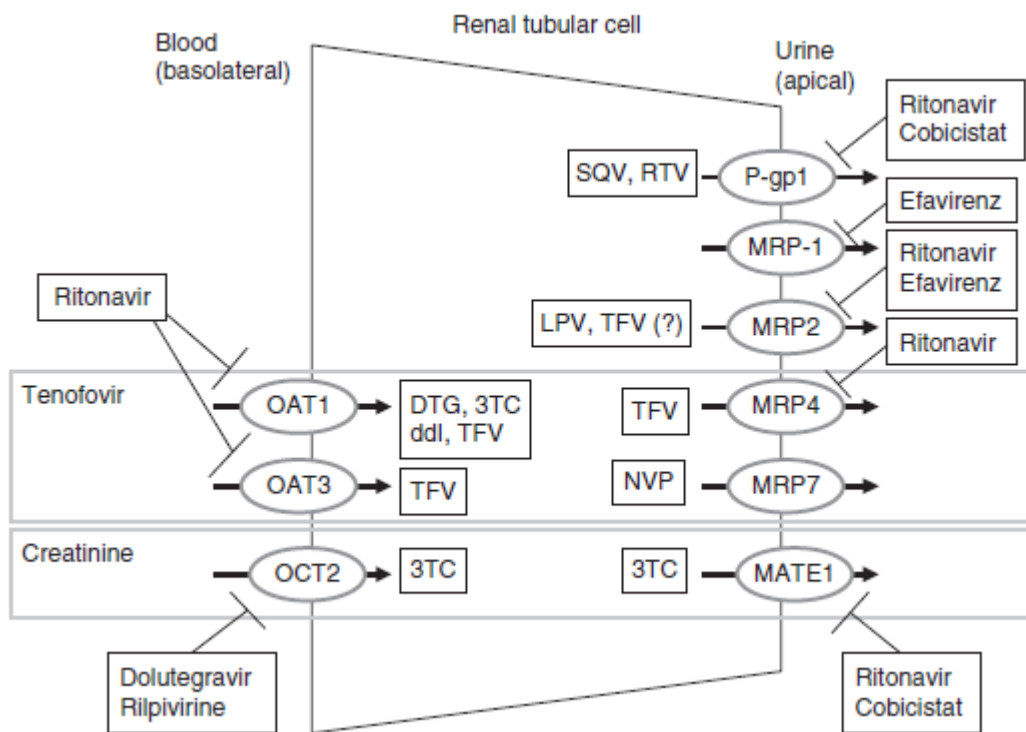 Renal tubular cell
Blood
(basolateral)
Urine
(apical)
Ritonavir
Cobicistat
SQV, RTV
P-gp1
Efavirenz
MRP-1
Ritonavir
Efavirenz
Ritonavir
LPV, TFV (?)
MRP2
Ritonavir
Tenofovir
OAT1
DTG, 3TC
ddI, TFV
TFV
MRP4
OAT3
TFV
NVP
MRP7
Creatinine
OCT2
3TC
3TC
MATE1
Dolutegravir
Rilpivirine
Ritonavir
Cobicistat